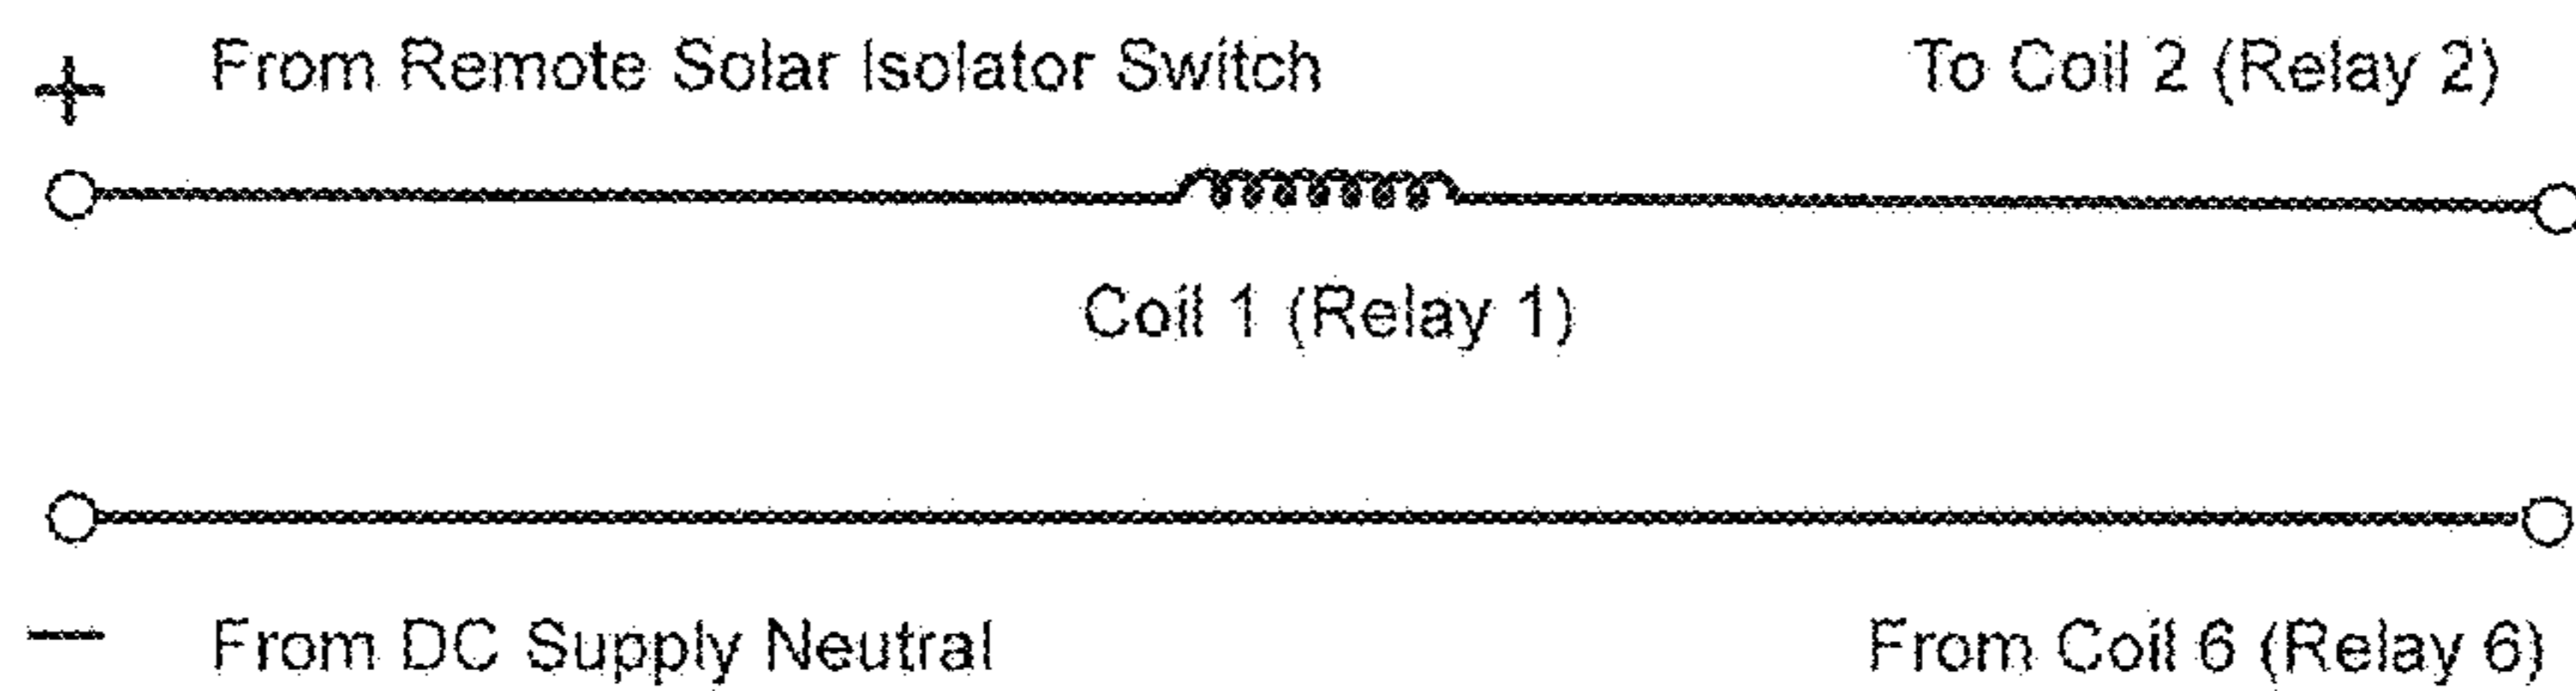 + From Remote Solar Isolator Switch To Coil 2 (Relay 2)
Coil 1 (Relay 1)
− From DC Supply Neutral From Coil 6 (Relay 6)